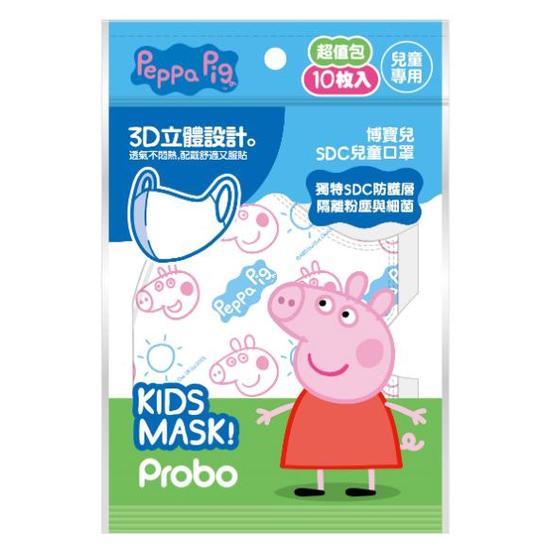 Peppa Pig
超值包
10枚入
兒童
專用
3D立體設計。
透氣不悶熱,配戴舒適又服貼
博寶兒
SDC兒童口罩
獨特SDC防護層
隔離粉塵與細菌
Peppa Pig
Peppa Pig
KIDS
MASK!
Probo